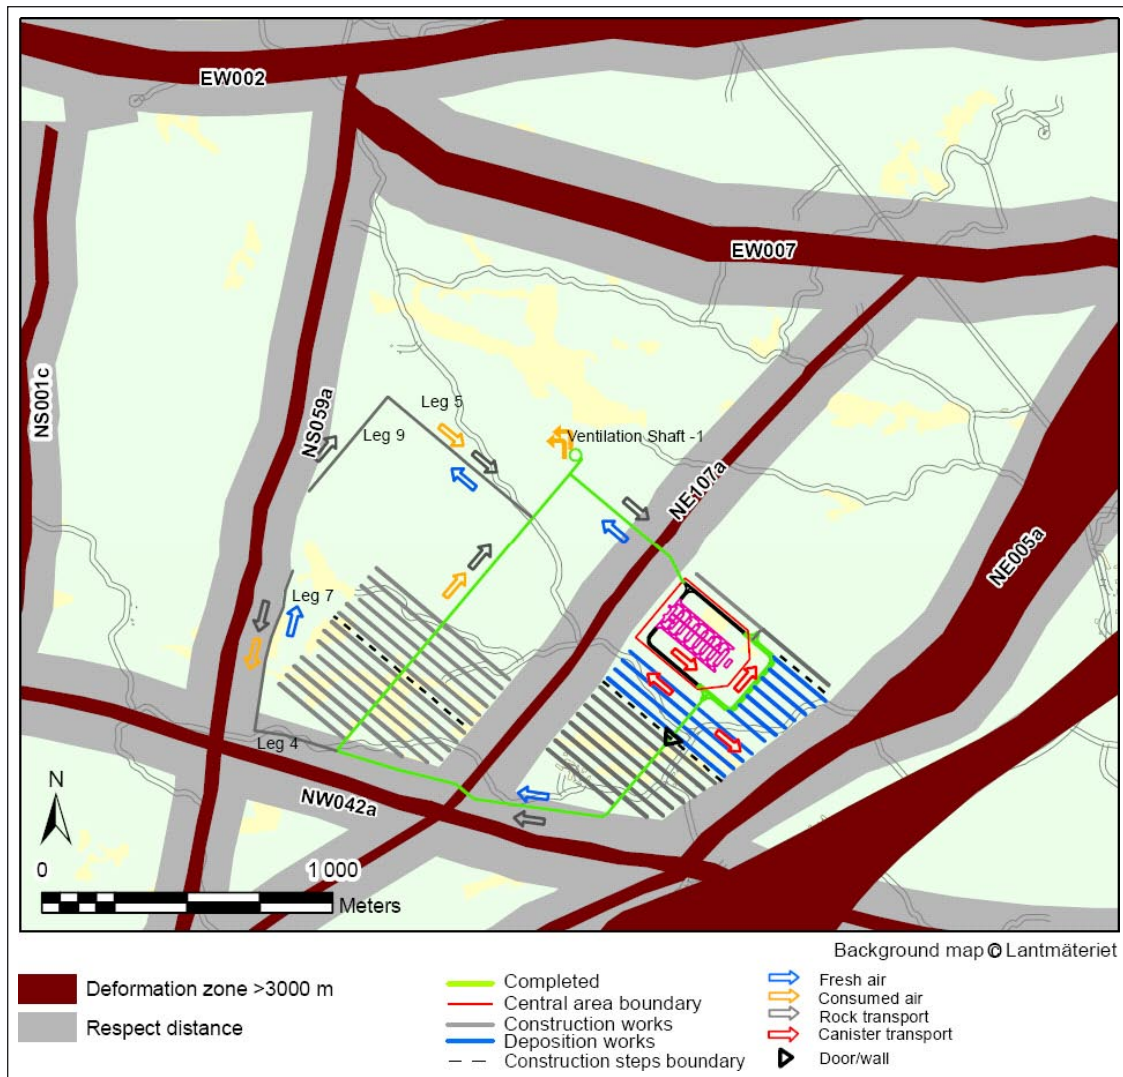 EW002
EW007
NS001c
NS059a
Leg 5
Leg 9
Ventilation Shaft -1
NE107a
NE005a
Leg 7
Leg 4
NW042a
N
0
1 000
Meters
Background map © Lantmäteriet
Deformation zone >3000 m
Respect distance
Completed
Central area boundary
Construction works
Deposition works
Construction steps boundary
Fresh air
Consumed air
Rock transport
Canister transport
Door/wall